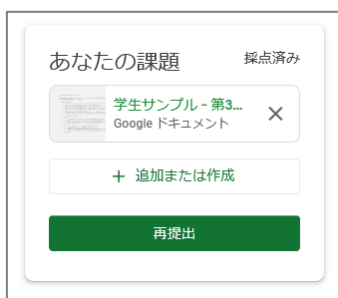 あなたの課題 採点済み
学生サンプル - 第3...
Google ドキュメント
+ 追加または作成
再提出